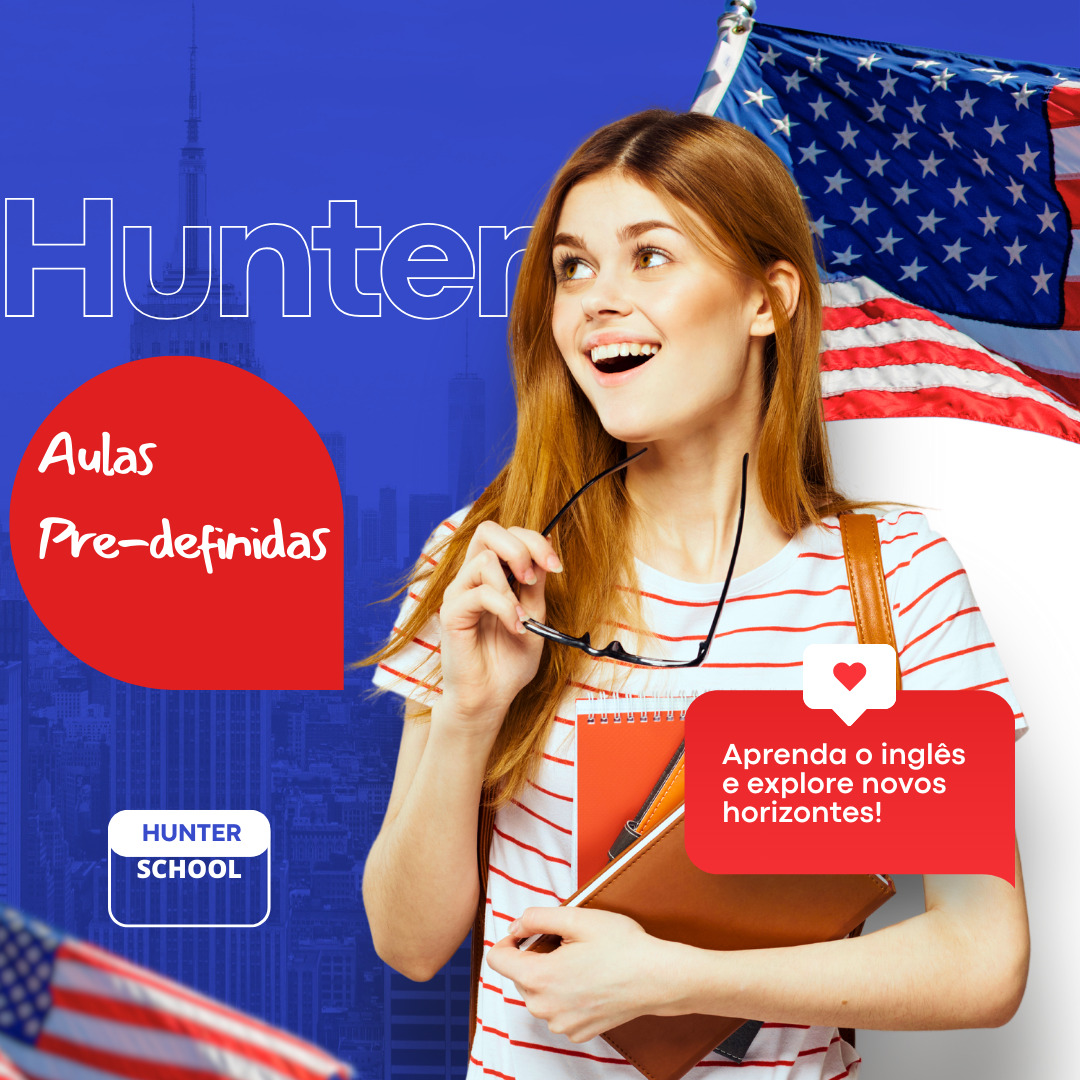 Hunter
Aulas
Pre-definidas
HUNTER
SCHOOL
Aprenda o inglês
e explore novos
horizontes!